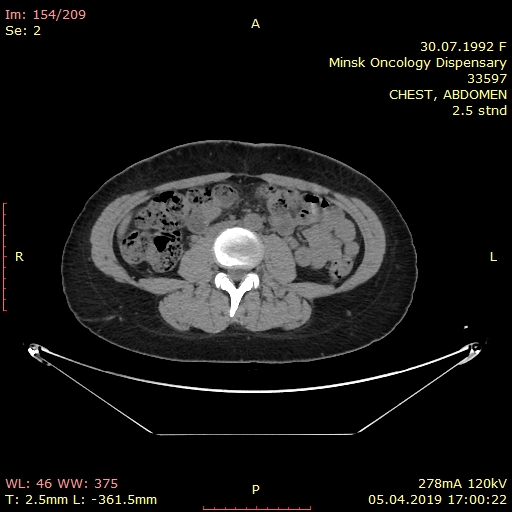 Im: 154/209
Se: 2
A
30.07.1992 F
Minsk Oncology Dispensary
33597
CHEST, ABDOMEN
2.5 stnd
R
L
WL: 46 WW: 375
T: 2.5mm L: -361.5mm
P
278mA 120kV
05.04.2019 17:00:22